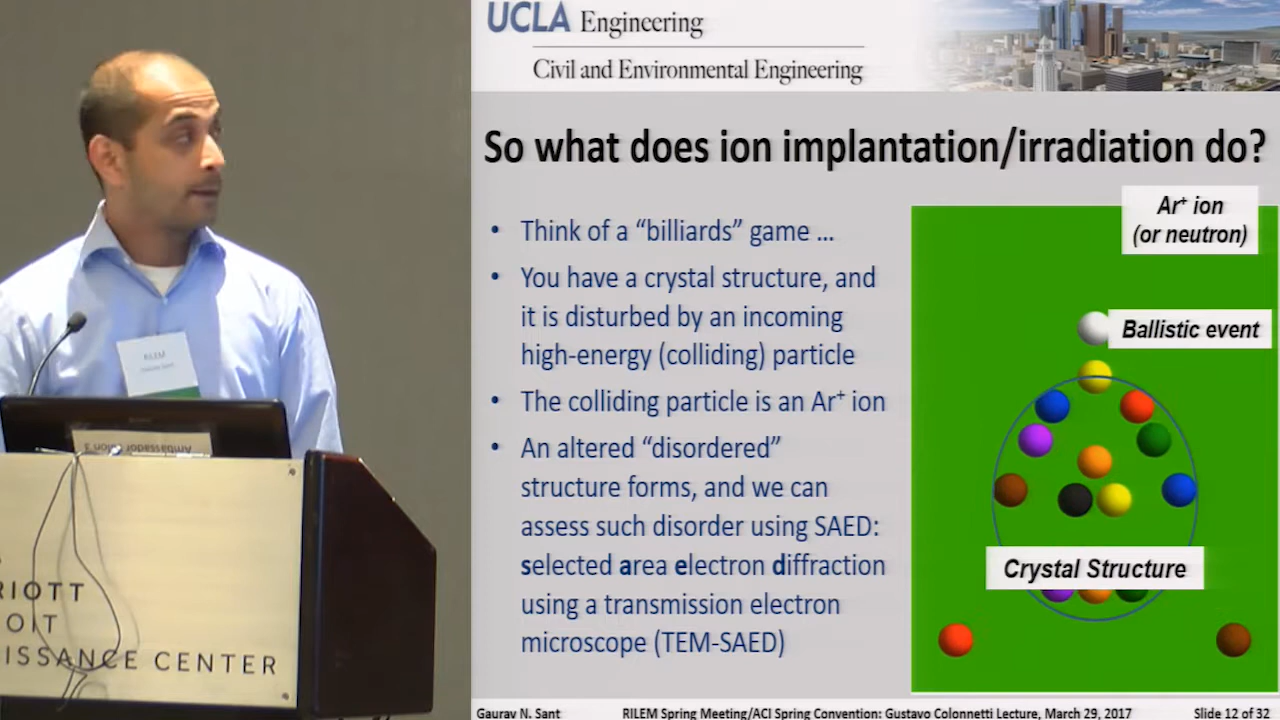 UCLA Engineering
Civil and Environmental Engineering
So what does ion implantation/irradiation do?
• Think of a “billiards” game ...
• You have a crystal structure, and
it is disturbed by an incoming
high-energy (colliding) particle
• The colliding particle is an Ar⁺ ion
• An altered “disordered”
structure forms, and we can
assess such disorder using SAED:
selected area electron diffraction
using a transmission electron
microscope (TEM-SAED)
Ar⁺ ion
(or neutron)
Ballistic event
Crystal Structure
Gaurav N. Sant
RILEM Spring Meeting/ACI Spring Convention: Gustavo Colonnetti Lecture, March 29, 2017
Slide 12 of 32
RILEM
RIOTT
OIT
ISSANCE CENTER